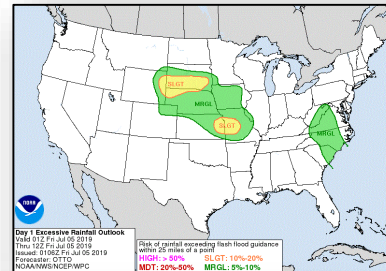 SLGT
MRGL
SLGT
MRGL
noaa
Day 1 Excessive Rainfall Outlook
Valid 01Z Fri Jul 05 2019
Thru 12Z Fri Jul 05 2019
Issued: 0106Z Fri Jul 05 2019
Forecaster: OTTO
NOAA/NWS/NCEP/WPC
Risk of rainfall exceeding flash flood guidance
within 25 miles of a point
HIGH: > 50% SLGT: 10%-20%
MDT: 20%-50% MRGL: 5%-10%